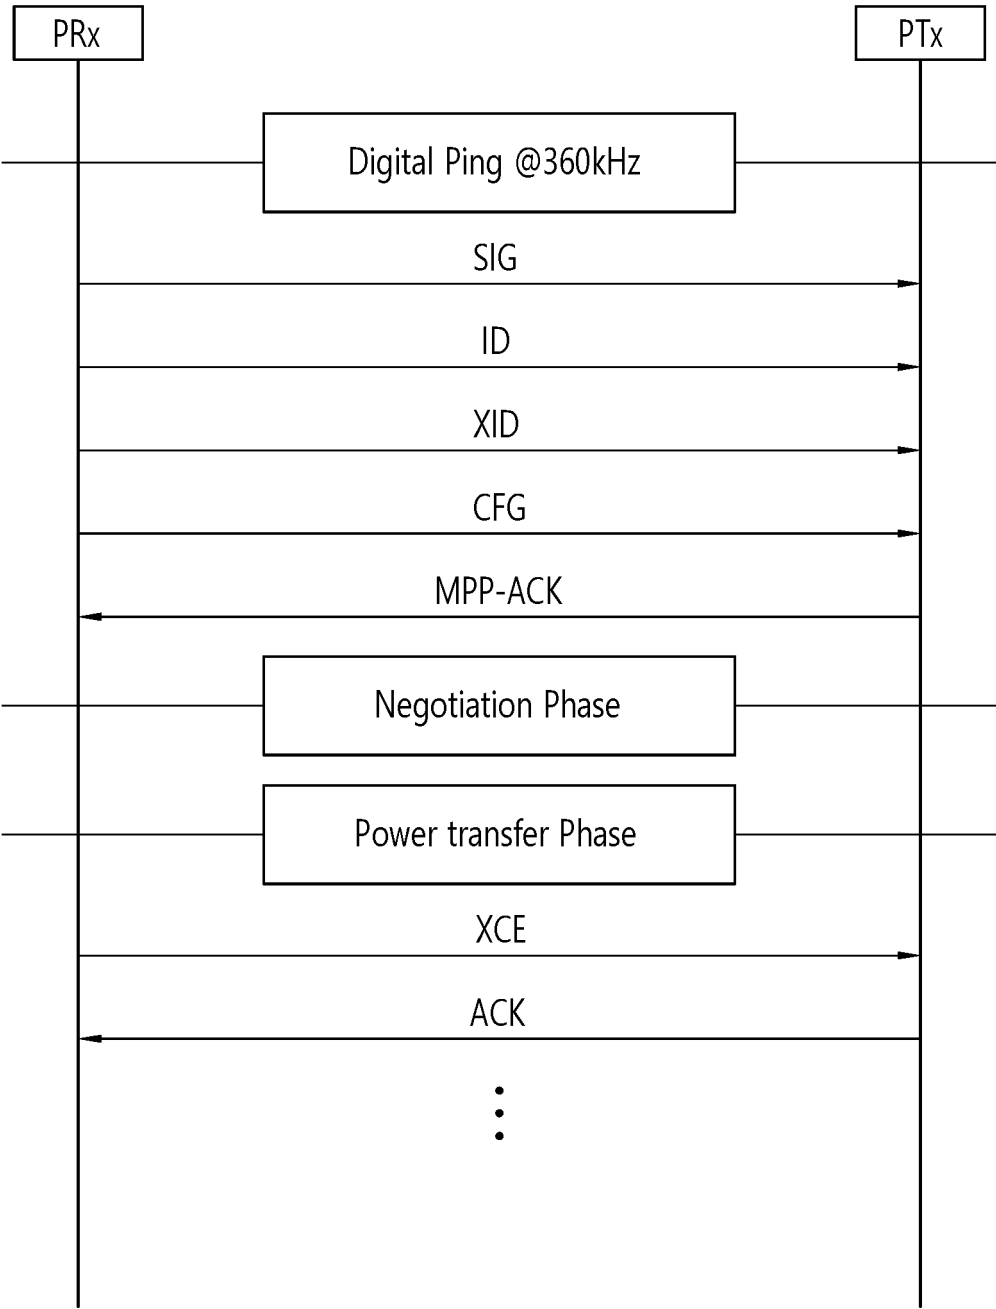 PRx
PTx
Digital Ping @360kHz
SIG
ID
XID
CFG
MPP-ACK
Negotiation Phase
Power transfer Phase
XCE
ACK